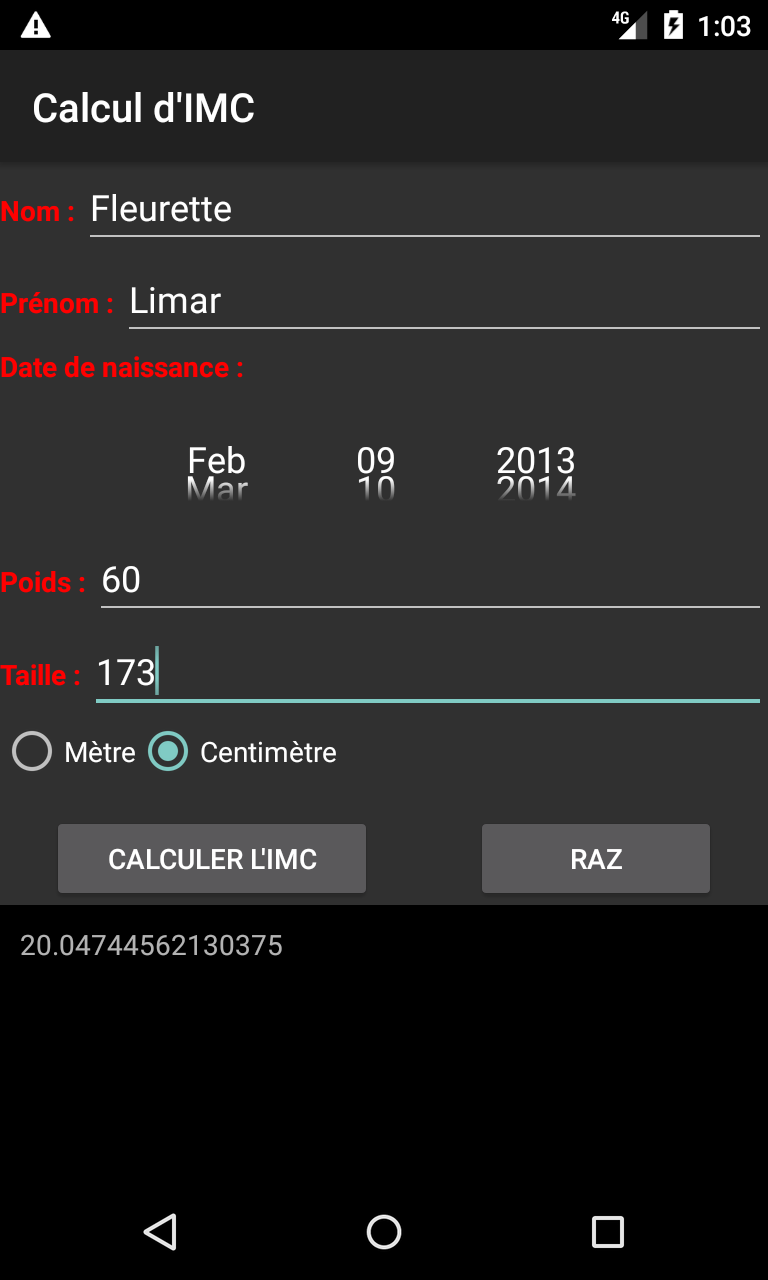 4G 1:03
Calcul d'IMC
Nom : Fleurette
Prénom : Limar
Date de naissance :
Feb 09 2013
Mar 10 2014
Poids : 60
Taille : 173
Mètre Centimètre
CALCULER L'IMC RAZ
20.04744562130375